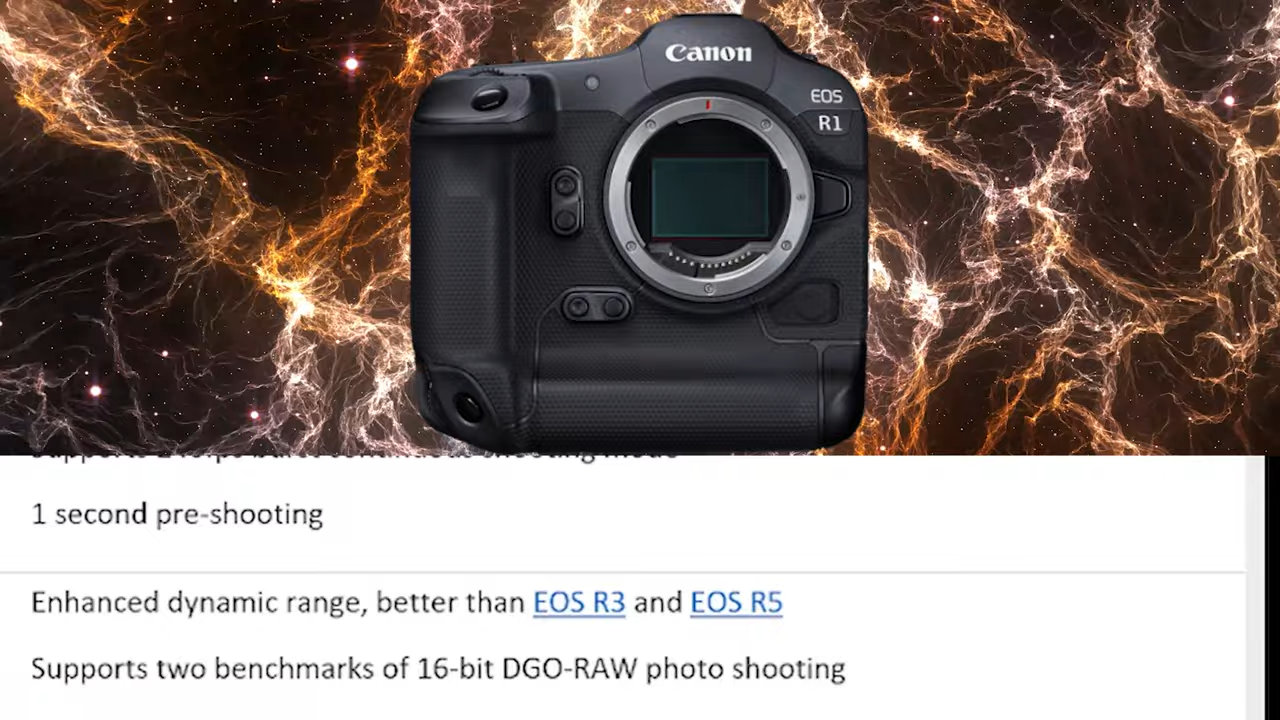 Canon
EOS
R1
1 second pre-shooting
Enhanced dynamic range, better than EOS R3 and EOS R5
Supports two benchmarks of 16-bit DGO-RAW photo shooting